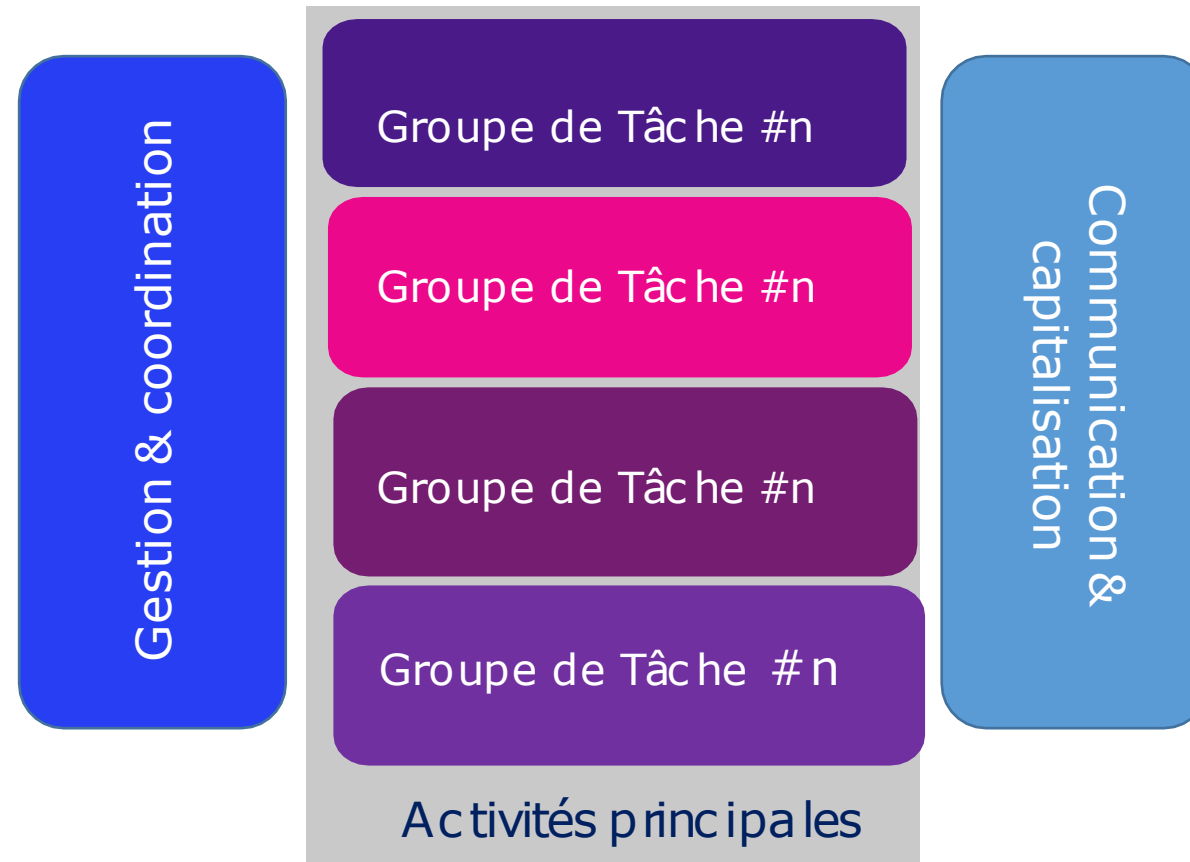 Gestion & coordination
Groupe de Tâche #n
Groupe de Tâche #n
Groupe de Tâche #n
Groupe de Tâche #n
Activités principales
Communication &
capitalisation